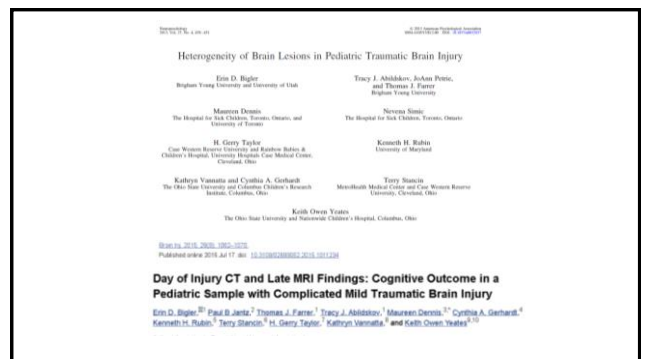 Heterogeneity of Brain Lesions in Pediatric Traumatic Brain Injury
Erin D. Bigler
Brigham Young University and University of Utah
Tracy J. Abildskov, JoAnn Petrie,
and Thomas J. Farrer
Brigham Young University
Maureen Dennis
The Hospital for Sick Children, Toronto, Ontario, and
University of Toronto
Nevena Simic
The Hospital for Sick Children, Toronto, Ontario
H. Gerry Taylor
Case Western Reserve University and Rainbow Babies &
Children's Hospital, University Hospitals Case Medical Center,
Cleveland, Ohio
Kenneth H. Rubin
University of Maryland
Kathryn Vannatta and Cynthia A. Gerhardt
The Ohio State University and Columbus Children's Research
Institute, Columbus, Ohio
Terry Stancin
MetroHealth Medical Center and Case Western Reserve
University, Cleveland, Ohio
Keith Owen Yeates
The Ohio State University and Nationwide Children's Hospital, Columbus, Ohio
Published online 2015 Jul 17. doi:
Day of Injury CT and Late MRI Findings: Cognitive Outcome in a
Pediatric Sample with Complicated Mild Traumatic Brain Injury
Erin D. Bigler, Paul B. Jantz, Thomas J. Farrer, Tracy J. Abildskov, Maureen Dennis, Cynthia A. Gerhardt,
Kenneth H. Rubin, Terry Stancin, H. Gerry Taylor, Kathryn Vannatta, and Keith Owen Yeates